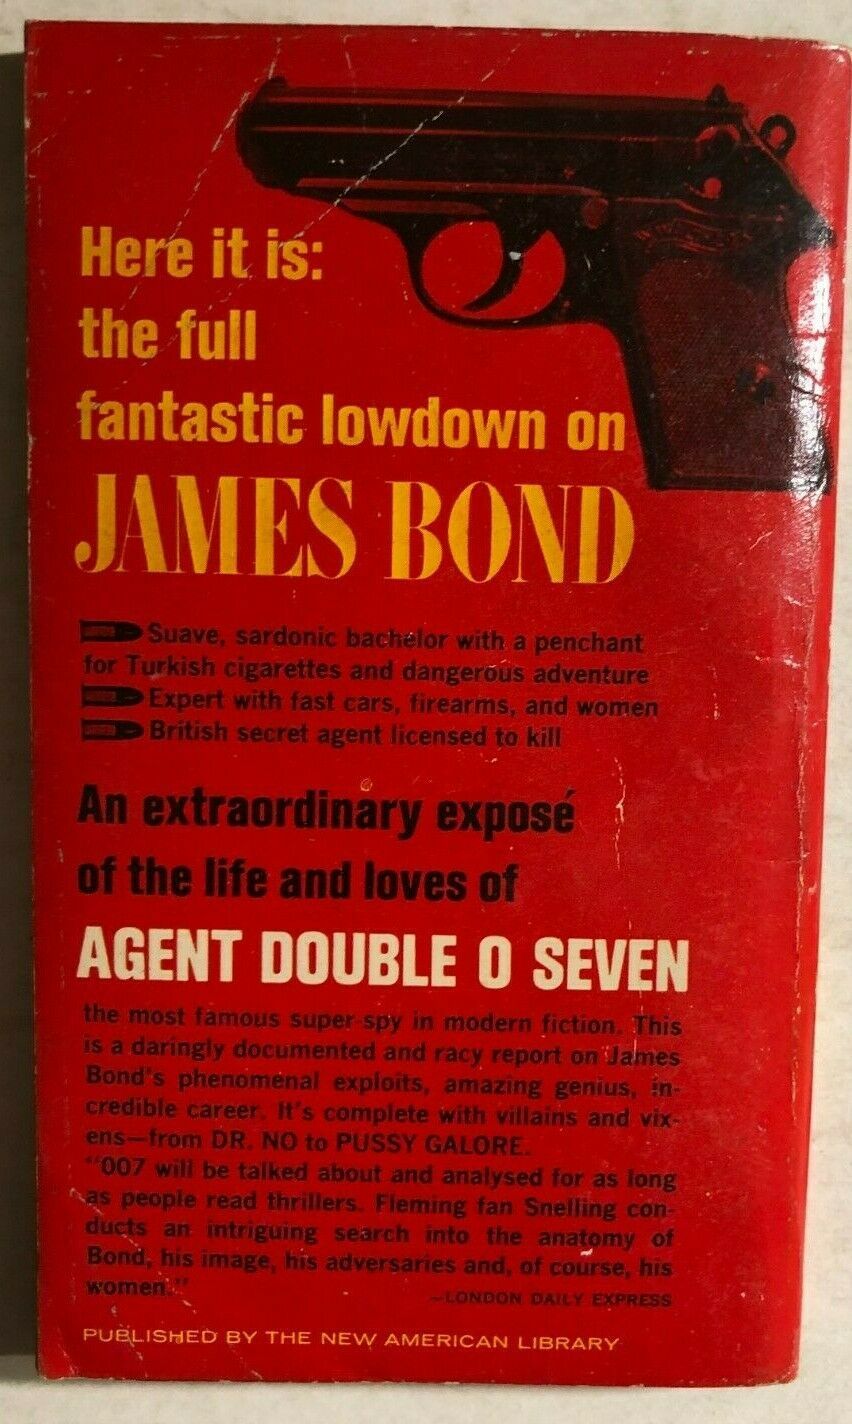 Here it is:
the full
fantastic lowdown on
JAMES BOND
Suave, sardonic bachelor with a penchant
for Turkish cigarettes and dangerous adventure
Expert with fast cars, firearms, and women
British secret agent licensed to kill
An extraordinary exposé
of the life and loves of
AGENT DOUBLE O SEVEN
the most famous super-spy in modern fiction. This
is a daringly documented and racy report on James
Bond's phenomenal exploits, amazing genius, in-
credible career. It's complete with villains and vix-
ens—from DR. NO to PUSSY GALORE.
"007 will be talked about and analysed for as long
as people read thrillers. Fleming fan Snelling con-
ducts an intriguing search into the anatomy of
Bond, his image, his adversaries and, of course, his
women."
—LONDON DAILY EXPRESS
PUBLISHED BY THE NEW AMERICAN LIBRARY